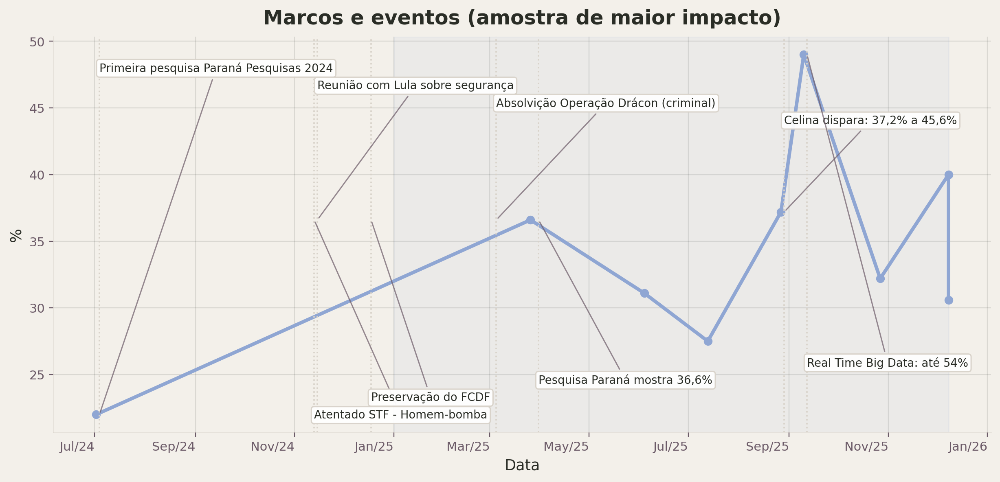 Marcos e eventos (amostra de maior impacto)
50
45
40
35
30
25
%
Primeira pesquisa Paraná Pesquisas 2024
Reunião com Lula sobre segurança
Absolvição Operação Drácon (criminal)
Celina dispara: 37,2% a 45,6%
Real Time Big Data: até 54%
Pesquisa Paraná mostra 36,6%
Preservação do FCDF
Atentado STF - Homem-bomba
Jul/24
Sep/24
Nov/24
Jan/25
Mar/25
May/25
Jul/25
Sep/25
Nov/25
Jan/26
Data